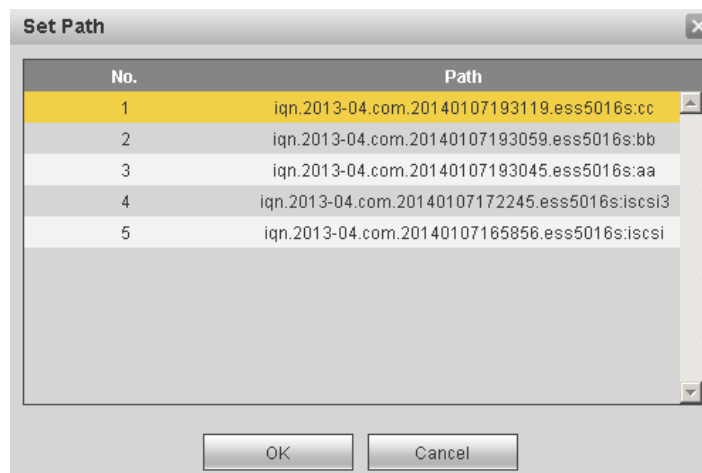 Set Path
No. Path
1 iqn.2013-04.com.20140107193119.ess5016s:cc
2 iqn.2013-04.com.20140107193059.ess5016s:bb
3 iqn.2013-04.com.20140107193045.ess5016s:aa
4 iqn.2013-04.com.20140107172245.ess5016s:iscsi3
5 iqn.2013-04.com.20140107165856.ess5016s:iscsi
OK Cancel